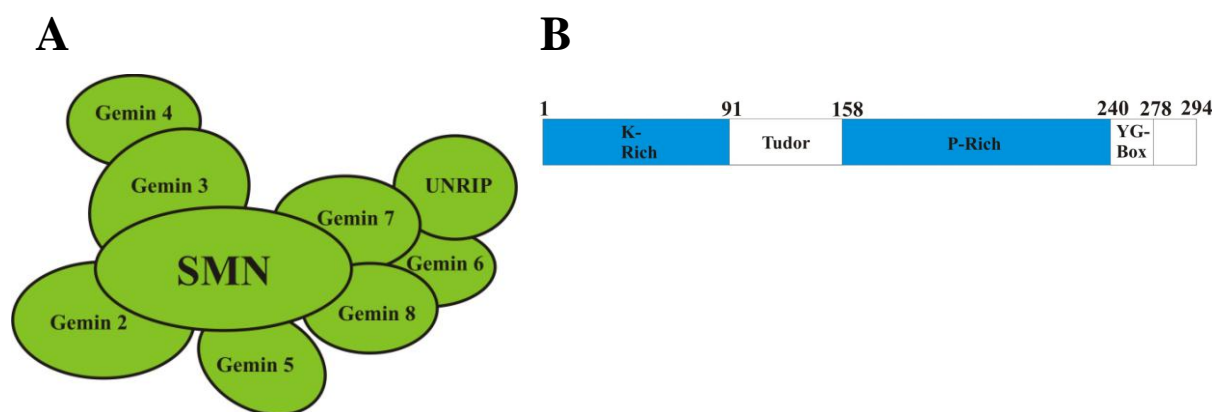 A
Gemin 4
Gemin 3
UNRIP
Gemin 7
SMN
Gemin 6
Gemin 8
Gemin 2
Gemin 5
B
1 91 158 240 278 294
K-
Rich
Tudor
P-Rich
YG-
Box